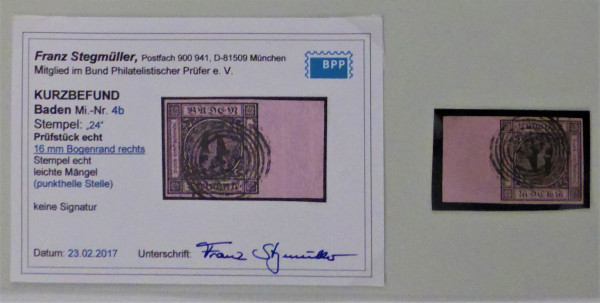 Franz Stegmüller, Postfach 900 941, D-81509 München
Mitglied im Bund Philatelistischer Prüfer e. V.
BPP
KURZBEFUND
Baden Mi.-Nr. 4b
Stempel: „24"
Prüfstück echt
16 mm Bogenrand rechts
Stempel echt
leichte Mängel
(punkthelle Stelle)
keine Signatur
BADEN
Datum: 23.02.2017 Unterschrift: Franz Stegmüller